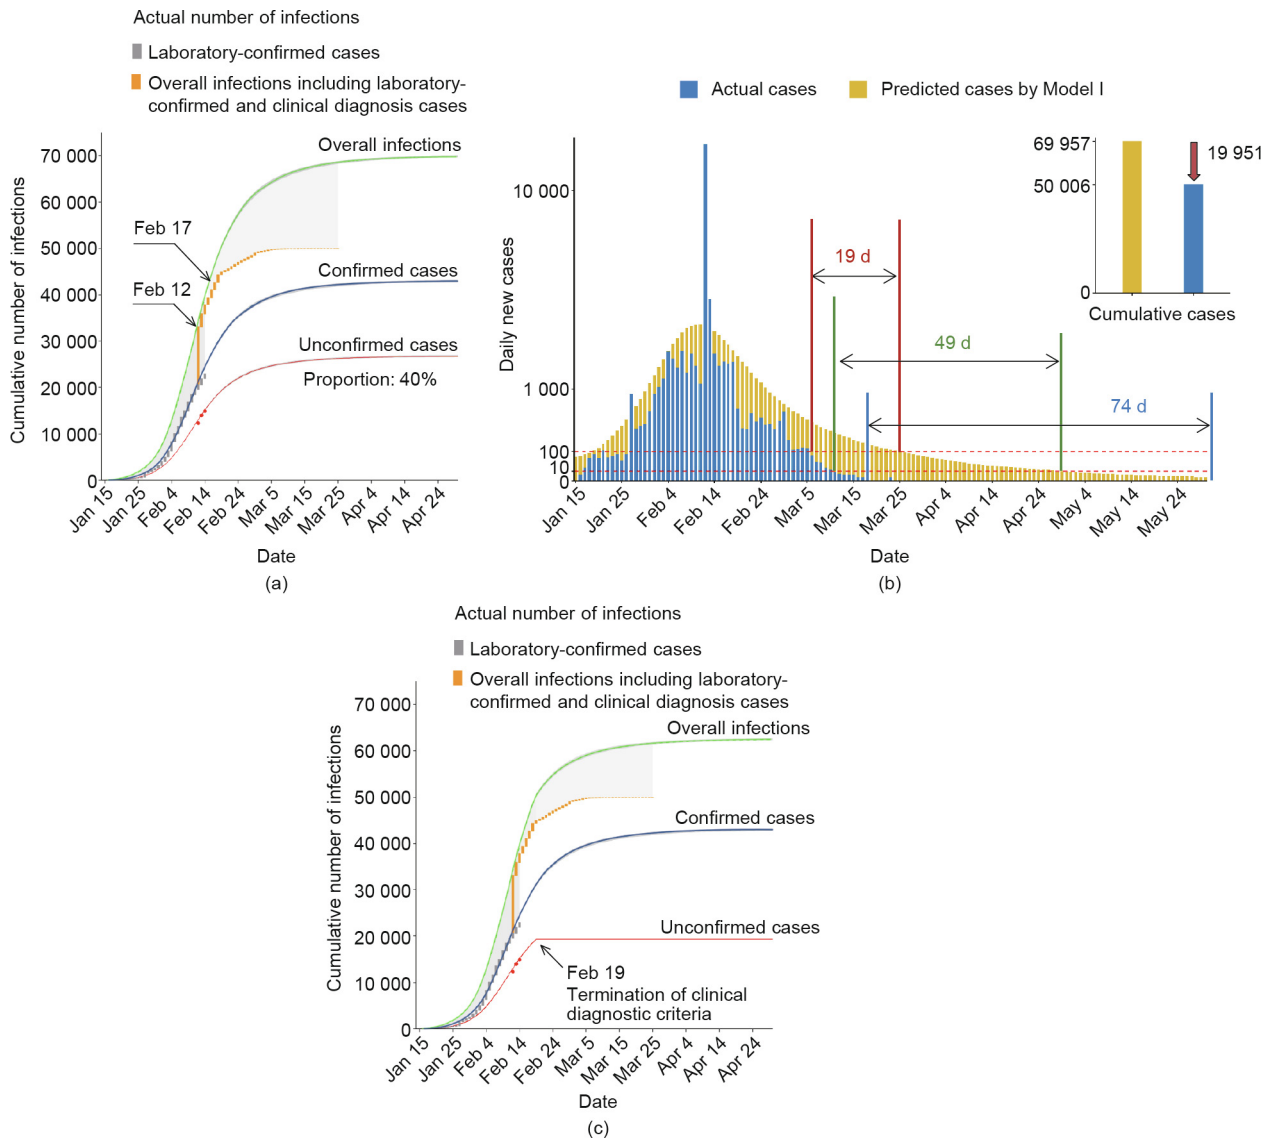 Actual number of infections
Laboratory-confirmed cases
Overall infections including laboratory-
confirmed and clinical diagnosis cases
Cumulative number of infections
70 000
60 000
50 000
40 000
30 000
20 000
10 000
0
Overall infections
Feb 17
Confirmed cases
Feb 12
Unconfirmed cases
Proportion: 40%
Jan 15
Jan 25
Feb 4
Feb 14
Feb 24
Mar 5
Mar 15
Mar 25
Apr 4
Apr 14
Apr 24
Date
(a)
Actual cases
Predicted cases by Model I
Daily new cases
10 000
1 000
100
10
0
19 d
49 d
74 d
69 957
50 006
0
19 951
Cumulative cases
Jan 15
Jan 25
Feb 4
Feb 14
Feb 24
Mar 5
Mar 15
Mar 25
Apr 4
Apr 14
Apr 24
May 4
May 14
May 24
Date
(b)
Actual number of infections
Laboratory-confirmed cases
Overall infections including laboratory-
confirmed and clinical diagnosis cases
Cumulative number of infections
70 000
60 000
50 000
40 000
30 000
20 000
10 000
0
Overall infections
Confirmed cases
Unconfirmed cases
Feb 19
Termination of clinical
diagnostic criteria
Jan 15
Jan 25
Feb 4
Feb 14
Feb 24
Mar 5
Mar 15
Mar 25
Apr 4
Apr 14
Apr 24
Date
(c)